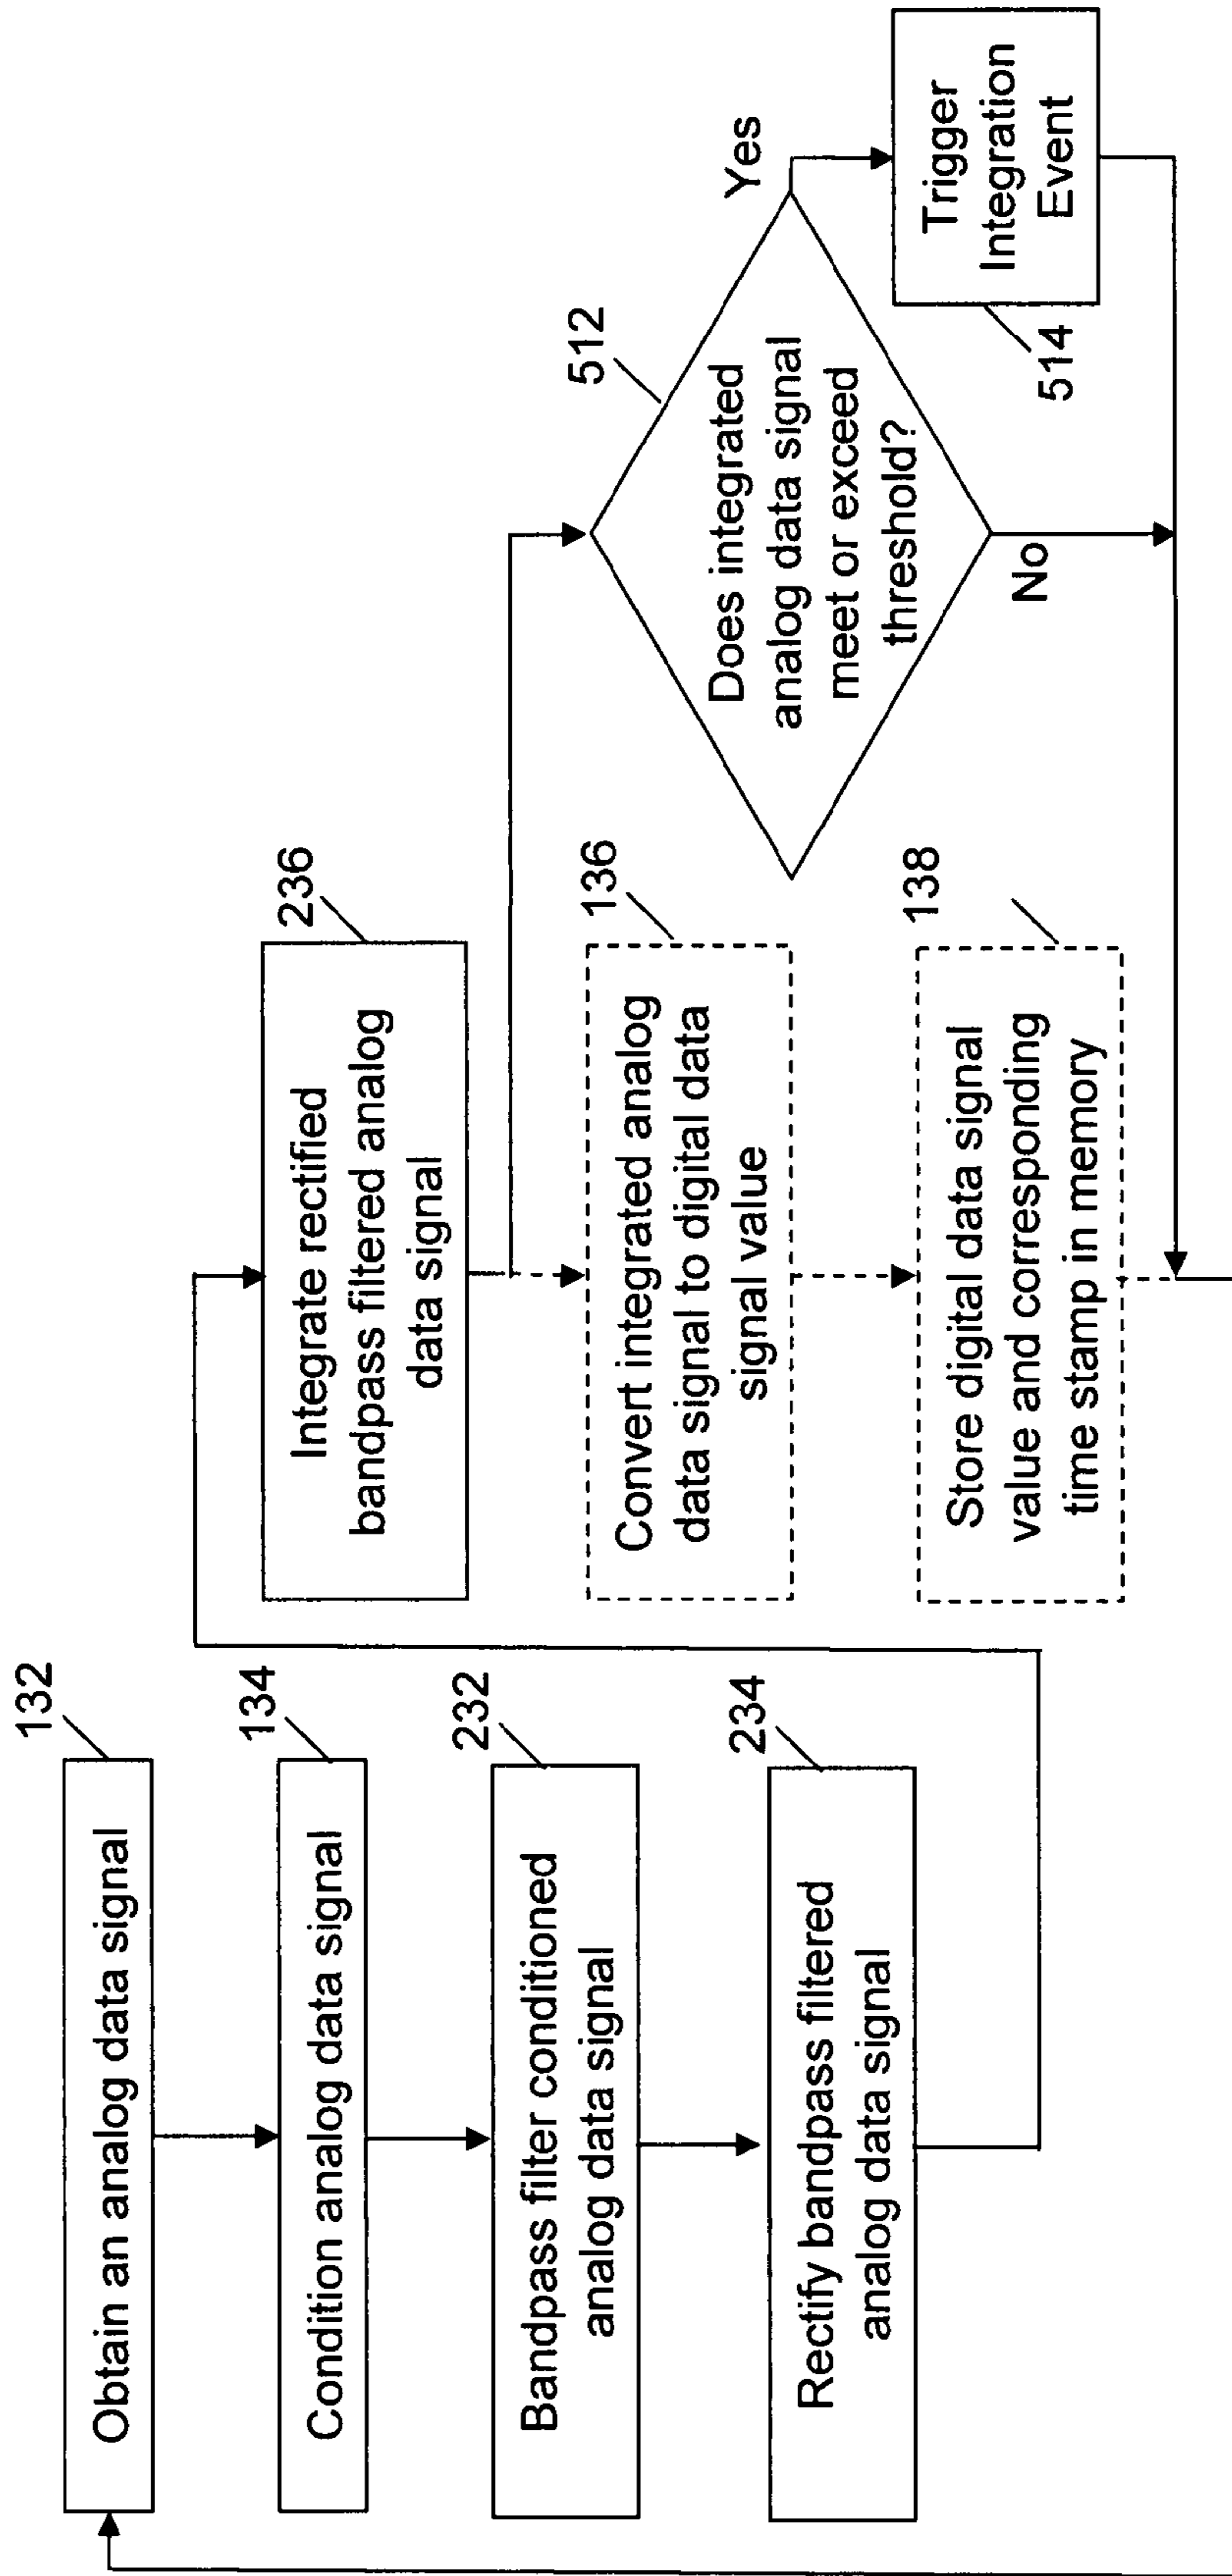 132
Obtain an analog data signal
134
Condition analog data signal
232
Bandpass filter conditioned
analog data signal
234
Rectify bandpass filtered
analog data signal
236
Integrate rectified
bandpass filtered analog
data signal
136
Convert integrated analog
data signal to digital data
signal value
138
Store digital data signal
value and corresponding
time stamp in memory
512
Does integrated
analog data signal
meet or exceed
threshold?
Yes
No
Trigger
Integration
Event
514